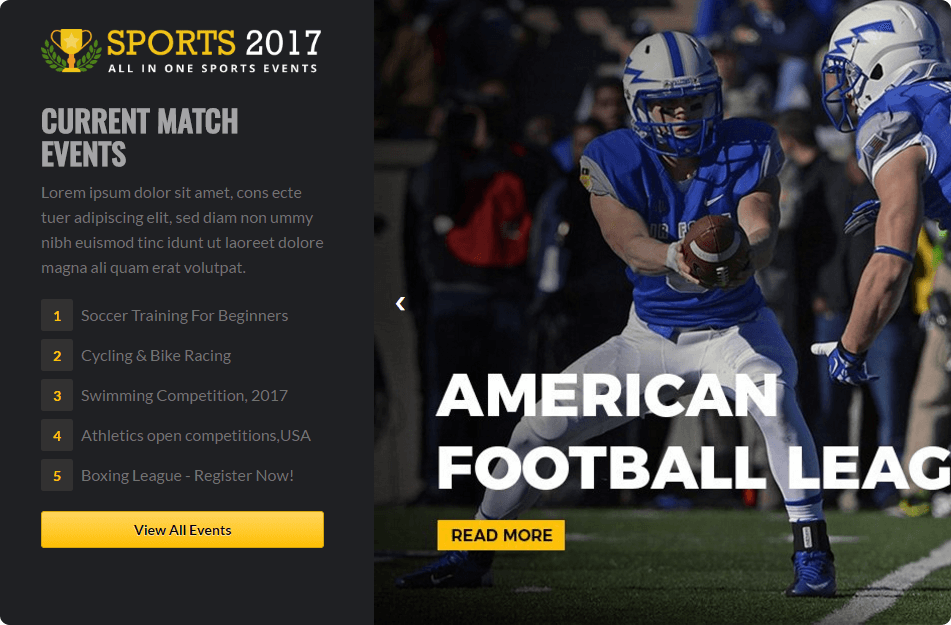 SPORTS 2017
ALL IN ONE SPORTS EVENTS
CURRENT MATCH
EVENTS
Lorem ipsum dolor sit amet, cons ecte
tuer adipiscing elit, sed diam non ummy
nibh euismod tinc idunt ut laoreet dolore
magna ali quam erat volutpat.
1 Soccer Training For Beginners
2 Cycling & Bike Racing
3 Swimming Competition, 2017
4 Athletics open competitions,USA
5 Boxing League - Register Now!
View All Events
AMERICAN
FOOTBALL LEAG
READ MORE